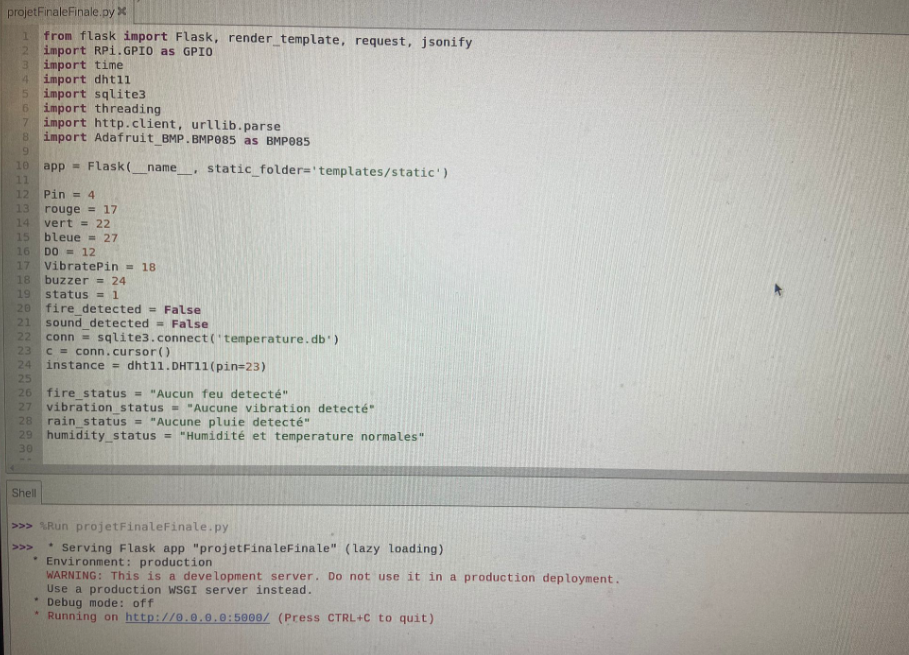 projetFinaleFinale.py ✖
1 from flask import Flask, render_template, request, jsonify
2 import RPi.GPIO as GPIO
3 import time
4 import dht11
5 import sqlite3
6 import threading
7 import http.client, urllib.parse
8 import Adafruit_BMP.BMP085 as BMP085
9
10 app = Flask(__name__, static_folder='templates/static')
11
12 Pin = 4
13 rouge = 17
14 vert = 22
15 bleue = 27
16 DO = 12
17 VibratePin = 18
18 buzzer = 24
19 status = 1
20 fire_detected = False
21 sound_detected = False
22 conn = sqlite3.connect('temperature.db')
23 c = conn.cursor()
24 instance = dht11.DHT11(pin=23)
25
26 fire_status = "Aucun feu detecté"
27 vibration_status = "Aucune vibration detecté"
28 rain_status = "Aucune pluie detecté"
29 humidity_status = "Humidité et temperature normales"
30
Shell
>>> %Run projetFinaleFinale.py
>>> * Serving Flask app "projetFinaleFinale" (lazy loading)
* Environment: production
WARNING: This is a development server. Do not use it in a production deployment.
Use a production WSGI server instead.
* Debug mode: off
* Running on http://0.0.0.0:5000/ (Press CTRL+C to quit)